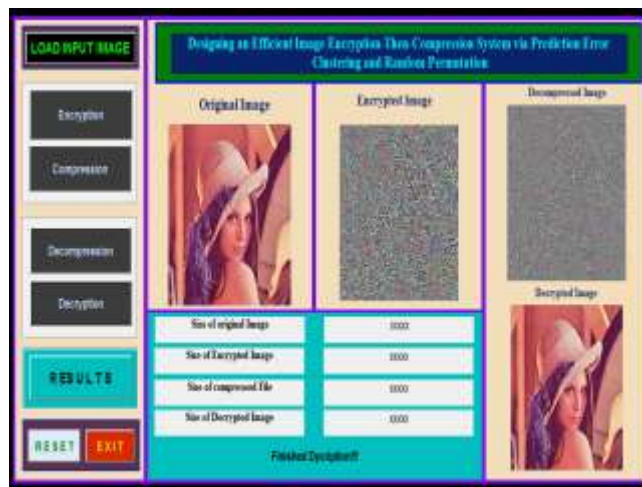 LOAD INPUT IMAGE
Encryption
Compression
Decompression
Decryption
RESULTS
RESET
EXIT
Designing an Efficient Image Encryption Then Compression System via Prediction Error
Clustering and Random Permutation
Original Image
Encrypted Image
Size of original Image
Size of Encrypted Image
Size of compressed File
Size of Decrypted Image
Finished
Decompressed Image
Decrypted Image